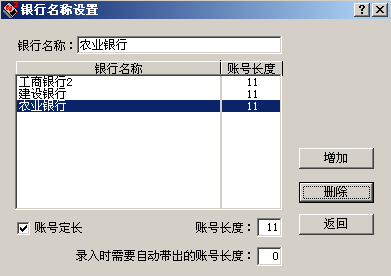 银行名称设置
银行名称：农业银行
银行名称 账号长度
工商银行2 11
建设银行 11
农业银行 11
增加
删除
返回
账号定长 账号长度：11
录入时需要自动带出的账号长度：0